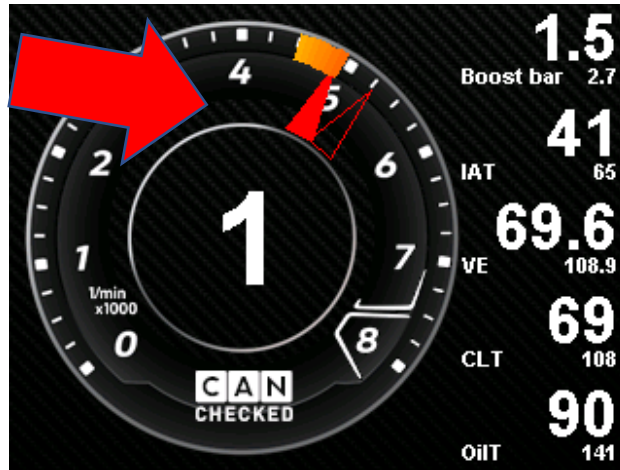 1.5
Boost bar 2.7
41
IAT 65
69.6
VE 108.9
69
CLT 108
90
OilT 141
0
1
2
4
5
6
7
8
1/min
x1000
1
CAN
CHECKED